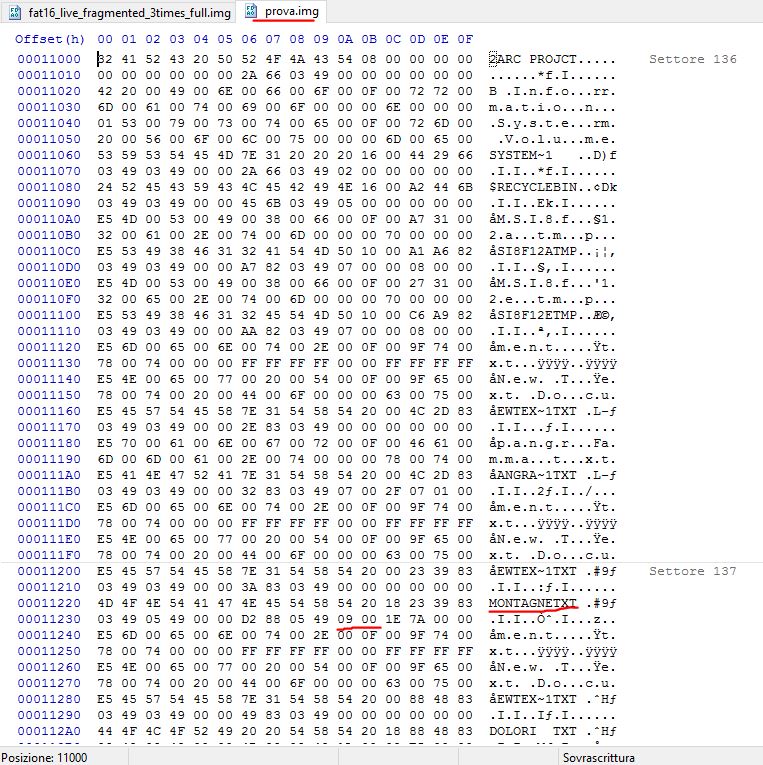 fat16_live_fragmented_3times_full.img prova.img
Offset(h) 00 01 02 03 04 05 06 07 08 09 0A 0B 0C 0D 0E 0F
00011000 32 41 52 43 20 50 52 4F 4A 43 54 08 00 00 00 00 2ARC PROJCT..... Settore 136
00011010 00 00 00 00 00 00 2A 66 03 49 00 00 00 00 00 00 ......*f.I......
00011020 42 20 00 49 00 6E 00 66 00 6F 00 0F 00 72 72 00 B .I.n.f.o...rr.
00011030 6D 00 61 00 74 00 69 00 6F 00 00 00 6E 00 00 00 m.a.t.i.o...n...
00011040 01 53 00 79 00 73 00 74 00 65 00 0F 00 72 6D 00 .S.y.s.t.e...rm.
00011050 20 00 56 00 6F 00 6C 00 75 00 00 00 6D 00 65 00 .V.o.l.u...m.e.
00011060 53 59 53 54 45 4D 7E 31 20 20 20 16 00 44 29 66 SYSTEM~1 ..D)f
00011070 03 49 03 49 00 00 2A 66 03 49 02 00 00 00 00 00 .I.I..*f.I......
00011080 24 52 45 43 59 43 4C 45 42 49 4E 16 00 A2 44 6B $RECYCLEBIN..¢Dk
00011090 03 49 03 49 00 00 45 6B 03 49 05 00 00 00 00 00 .I.I..Ek.I......
000110A0 E5 4D 00 53 00 49 00 38 00 66 00 0F 00 A7 31 00 åM.S.I.8.f...§1.
000110B0 32 00 61 00 2E 00 74 00 6D 00 00 00 70 00 00 00 2.a...t.m...p...
000110C0 E5 53 49 38 46 31 32 41 54 4D 50 10 00 A1 A6 82 åSI8F12ATMP..¡¦‚
000110D0 03 49 03 49 00 00 A7 82 03 49 07 00 00 08 00 00 .I.I..§‚.I......
000110E0 E5 4D 00 53 00 49 00 38 00 66 00 0F 00 27 31 00 åM.S.I.8.f...'1.
000110F0 32 00 65 00 2E 00 74 00 6D 00 00 00 70 00 00 00 2.e...t.m...p...
00011100 E5 53 49 38 46 31 32 45 54 4D 50 10 00 C6 A9 82 åSI8F12ETMP..Æ©‚
00011110 03 49 03 49 00 00 AA 82 03 49 07 00 00 08 00 00 .I.I..ª‚.I......
00011120 E5 6D 00 65 00 6E 00 74 00 2E 00 0F 00 9F 74 00 åm.e.n.t.....Ÿt.
00011130 78 00 74 00 00 00 FF FF FF FF 00 00 FF FF FF FF x.t...ÿÿÿÿ..ÿÿÿÿ
00011140 E5 4E 00 65 00 77 00 20 00 54 00 0F 00 9F 65 00 åN.e.w. .T...Ÿe.
00011150 78 00 74 00 20 00 44 00 6F 00 00 00 63 00 75 00 x.t. .D.o...c.u.
00011160 E5 45 57 54 45 58 7E 31 54 58 54 20 00 4C 2D 83 åEWTEX~1TXT .L-ƒ
00011170 03 49 03 49 00 00 2E 83 03 49 00 00 00 00 00 00 .I.I...ƒ.I......
00011180 E5 70 00 61 00 6E 00 67 00 72 00 0F 00 46 61 00 åp.a.n.g.r...Fa.
00011190 6D 00 6D 00 61 00 2E 00 74 00 00 00 78 00 74 00 m.m.a...t...x.t.
000111A0 E5 41 4E 47 52 41 7E 31 54 58 54 20 00 4C 2D 83 åANGRA~1TXT .L-ƒ
000111B0 03 49 03 49 00 00 32 83 03 49 07 00 2F 07 01 00 .I.I..2ƒ.I../...
000111C0 E5 6D 00 65 00 6E 00 74 00 2E 00 0F 00 9F 74 00 åm.e.n.t.....Ÿt.
000111D0 78 00 74 00 00 00 FF FF FF FF 00 00 FF FF FF FF x.t...ÿÿÿÿ..ÿÿÿÿ
000111E0 E5 4E 00 65 00 77 00 20 00 54 00 0F 00 9F 65 00 åN.e.w. .T...Ÿe.
000111F0 78 00 74 00 20 00 44 00 6F 00 00 00 63 00 75 00 x.t. .D.o...c.u.
00011200 E5 45 57 54 45 58 7E 31 54 58 54 20 00 23 39 83 åEWTEX~1TXT .#9ƒ Settore 137
00011210 03 49 03 49 00 00 3A 83 03 49 00 00 00 00 00 00 .I.I..:ƒ.I......
00011220 4D 4F 4E 54 41 47 4E 45 54 58 54 20 18 23 39 83 MONTAGNETXT .#9ƒ
00011230 03 49 05 49 00 00 D2 88 05 49 09 00 1E 7A 00 00 .I.I..Òˆ.I...z..
00011240 E5 6D 00 65 00 6E 00 74 00 2E 00 0F 00 9F 74 00 åm.e.n.t.....Ÿt.
00011250 78 00 74 00 00 00 FF FF FF FF 00 00 FF FF FF FF x.t...ÿÿÿÿ..ÿÿÿÿ
00011260 E5 4E 00 65 00 77 00 20 00 54 00 0F 00 9F 65 00 åN.e.w. .T...Ÿe.
00011270 78 00 74 00 20 00 44 00 6F 00 00 00 63 00 75 00 x.t. .D.o...c.u.
00011280 E5 45 57 54 45 58 7E 31 54 58 54 20 00 88 48 83 åEWTEX~1TXT .ˆHƒ
00011290 03 49 03 49 00 00 49 83 03 49 00 00 00 00 00 00 .I.I..Iƒ.I......
000112A0 44 4F 4C 4F 52 49 20 20 54 58 54 20 18 88 48 83 DOLORI TXT .ˆHƒ
Posizione: 11000 Sovrascrittura